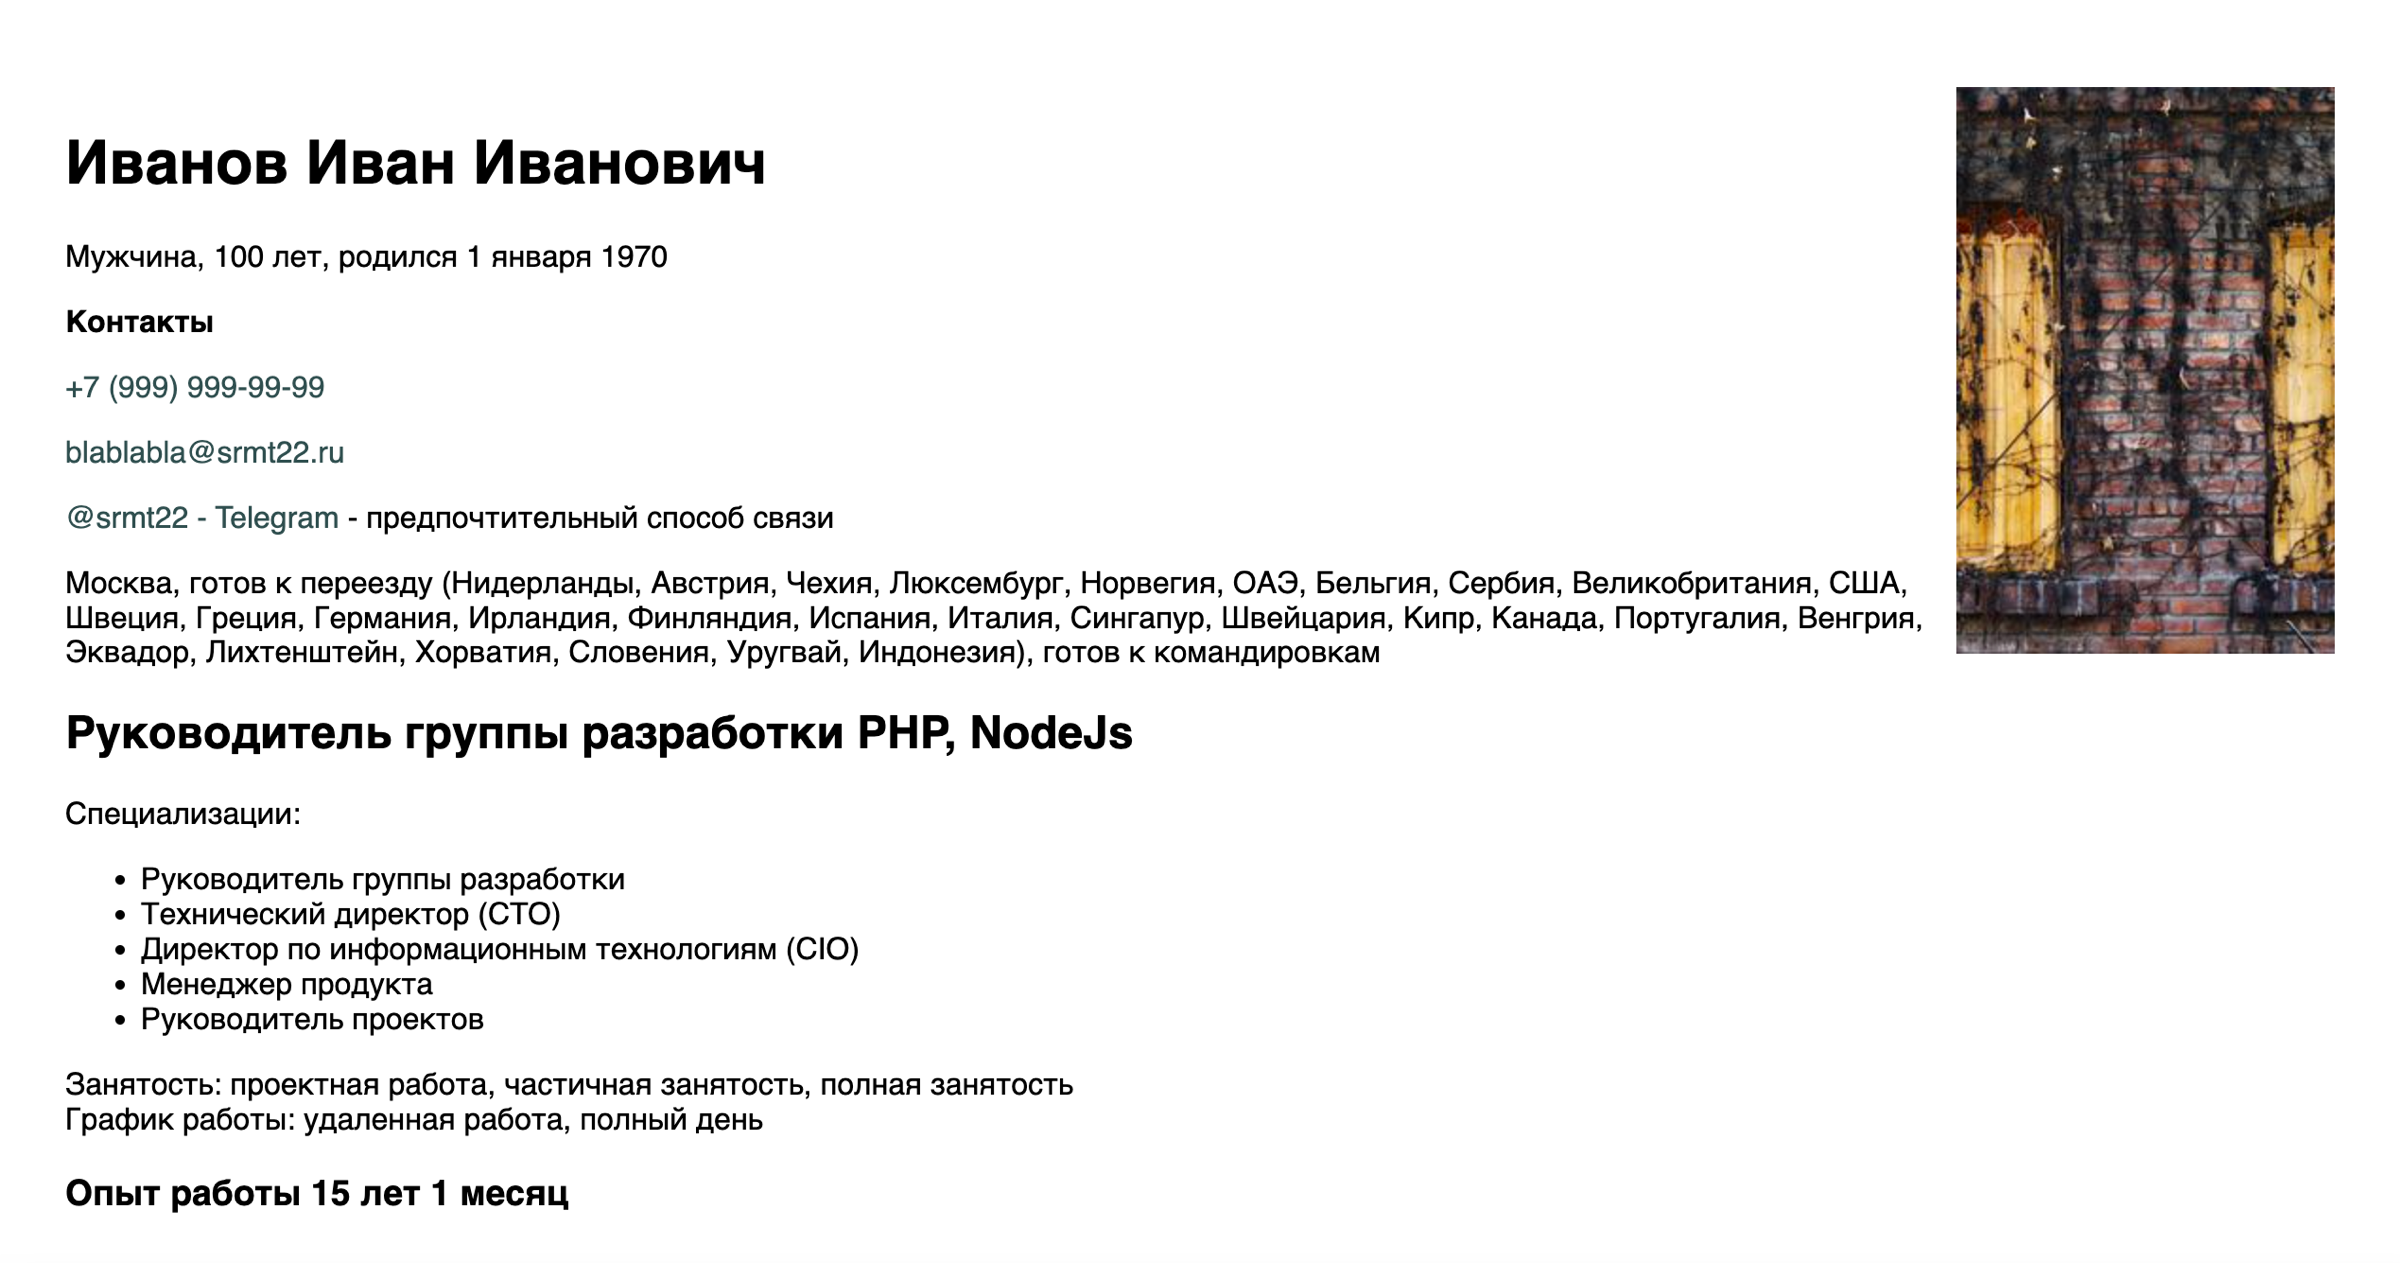 Иванов Иван Иванович
Мужчина, 100 лет, родился 1 января 1970
Контакты
+7 (999) 999-99-99
blablabla@srmt22.ru
@srmt22 - Telegram - предпочтительный способ связи
Москва, готов к переезду (Нидерланды, Австрия, Чехия, Люксембург, Норвегия, ОАЭ, Бельгия, Сербия, Великобритания, США,
Швеция, Греция, Германия, Ирландия, Финляндия, Испания, Италия, Сингапур, Швейцария, Кипр, Канада, Португалия, Венгрия,
Эквадор, Лихтенштейн, Хорватия, Словения, Уругвай, Индонезия), готов к командировкам
Руководитель группы разработки PHP, NodeJs
Специализации:
• Руководитель группы разработки
• Технический директор (CTO)
• Директор по информационным технологиям (CIO)
• Менеджер продукта
• Руководитель проектов
Занятость: проектная работа, частичная занятость, полная занятость
График работы: удаленная работа, полный день
Опыт работы 15 лет 1 месяц